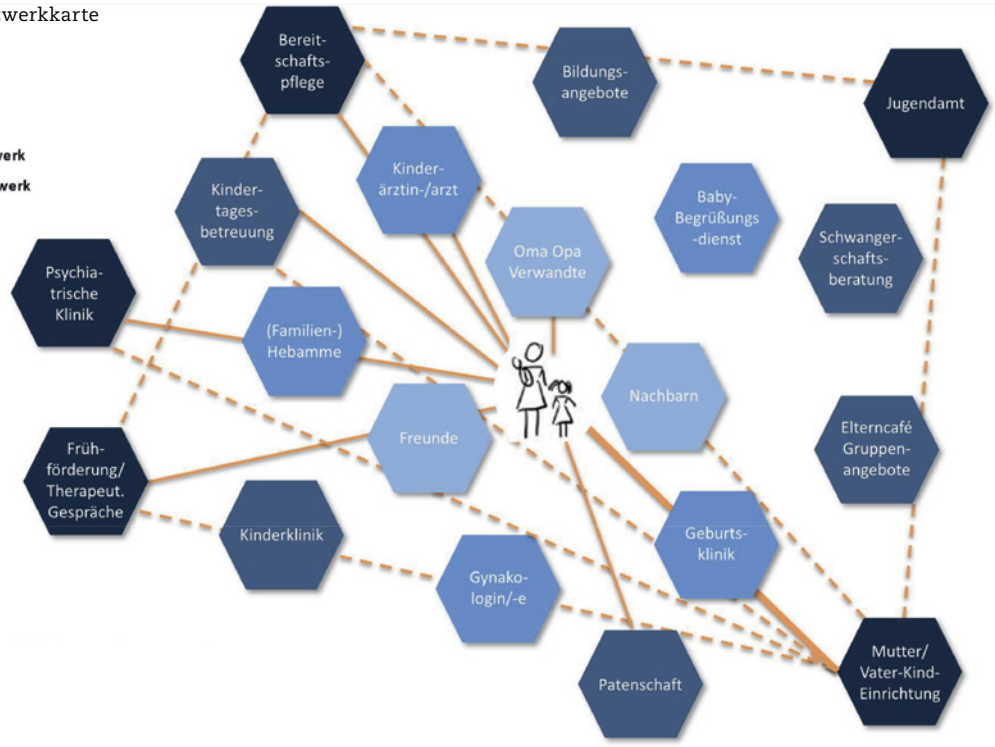 werkkarte
werk
werk
Bereit-
schafts-
pflege
Bildungs-
angebote
Jugendamt
Kinder-
ärztin-/arzt
Kinder-
tages-
betreuung
Baby-
Begrüßungs
-dienst
Oma Opa
Verwandte
Schwanger-
schafts-
beratung
Psychia-
trische
Klinik
(Familien-)
Hebamme
Nachbarn
Freunde
Elterncafé
Gruppen-
angebote
Früh-
förderung/
Therapeut.
Gespräche
Kinderklinik
Geburts-
klinik
Gynako-
login/-e
Patenschaft
Mutter/
Vater-Kind-
Einrichtung